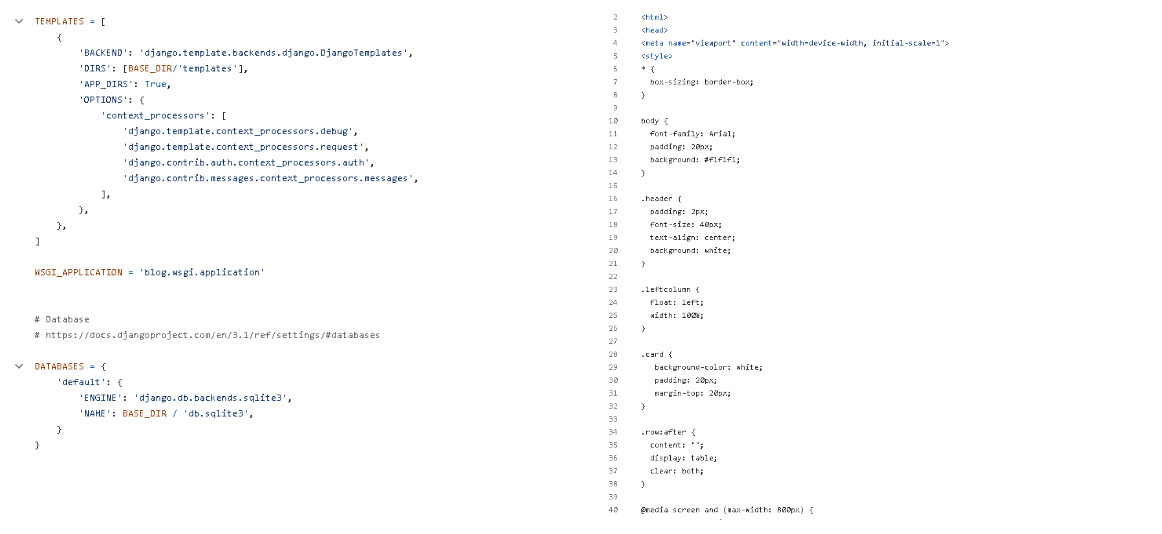 TEMPLATES = [
    {
        'BACKEND': 'django.template.backends.django.DjangoTemplates',
        'DIRS': [BASE_DIR/'templates'],
        'APP_DIRS': True,
        'OPTIONS': {
            'context_processors': [
                'django.template.context_processors.debug',
                'django.template.context_processors.request',
                'django.contrib.auth.context_processors.auth',
                'django.contrib.messages.context_processors.messages',
            ],
        },
    },
]
WSGI_APPLICATION = 'blog.wsgi.application'
# Database
# https://docs.djangoproject.com/en/3.1/ref/settings/#databases
DATABASES = {
    'default': {
        'ENGINE': 'django.db.backends.sqlite3',
        'NAME': BASE_DIR / 'db.sqlite3',
    }
}
2 <html>
3 <head>
4 <meta name="viewport" content="width=device-width, initial-scale=1">
5 <style>
6 * {
7   box-sizing: border-box;
8 }
9
10 body {
11   font-family: Arial;
12   padding: 20px;
13   background: #f1f1f1;
14 }
15
16 .header {
17   padding: 2px;
18   font-size: 40px;
19   text-align: center;
20   background: white;
21 }
22
23 .leftcolumn {
24   float: left;
25   width: 100%;
26 }
27
28 .card {
29    background-color: white;
30    padding: 20px;
31    margin-top: 20px;
32 }
33
34 .row:after {
35   content: "";
36   display: table;
37   clear: both;
38 }
39
40 @media screen and (max-width: 800px) {